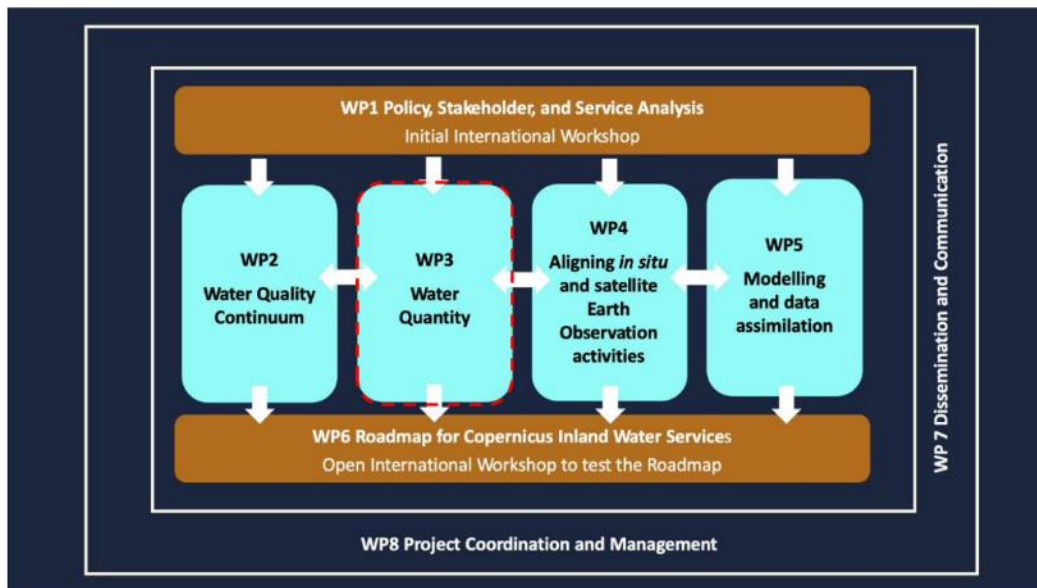 WP1 Policy, Stakeholder, and Service Analysis
Initial International Workshop
WP2
Water Quality
Continuum
WP3
Water
Quantity
WP4
Aligning in situ
and satellite
Earth
Observation
activities
WP5
Modelling
and data
assimilation
WP6 Roadmap for Copernicus Inland Water Services
Open International Workshop to test the Roadmap
WP 7 Dissemination and Communication
WP8 Project Coordination and Management